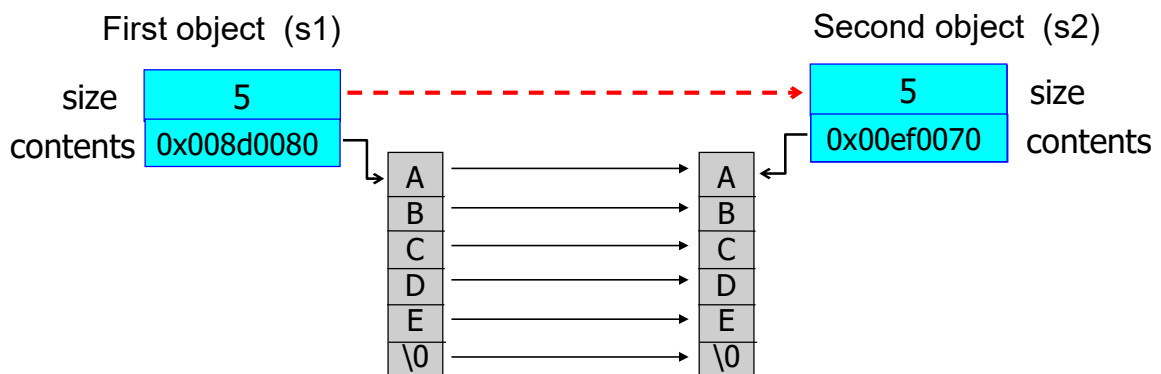 First object (s1)
Second object (s2)
size 5
5 size
contents 0x008d0080
0x00ef0070 contents
A A
B B
C C
D D
E E
\0 \0